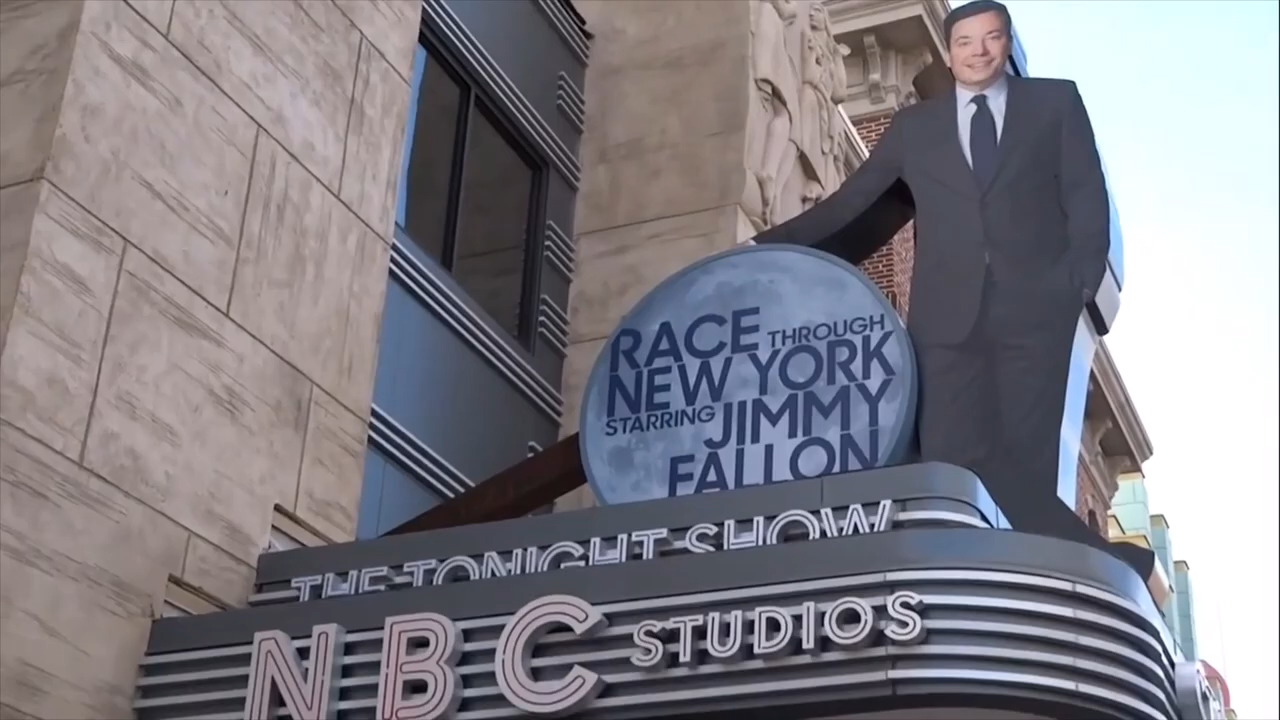 RACE THROUGH
NEW YORK
STARRING JIMMY
FALLON
THE TONIGHT SHOW
NBC STUDIOS